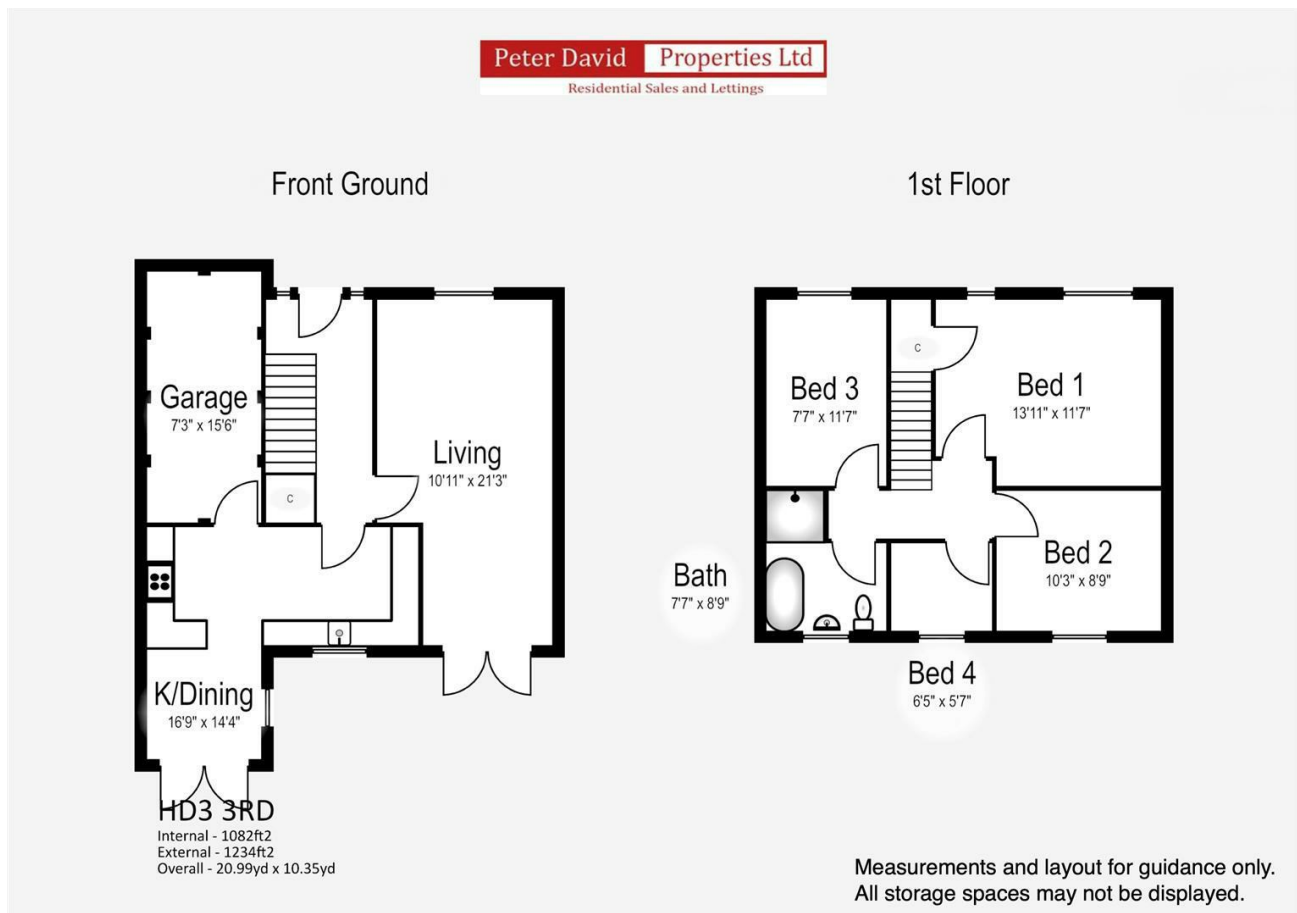 Peter David Properties Ltd
Residential Sales and Lettings
Front Ground
1st Floor
Garage
7'3" x 15'6"
C
Living
10'11" x 21'3"
K/Dining
16'9" x 14'4"
Bed 3
7'7" x 11'7"
C
Bed 1
13'11" x 11'7"
Bed 2
10'3" x 8'9"
Bath
7'7" x 8'9"
Bed 4
6'5" x 5'7"
HD3 3RD
Internal - 1082ft2
External - 1234ft2
Overall - 20.99yd x 10.35yd
Measurements and layout for guidance only.
All storage spaces may not be displayed.